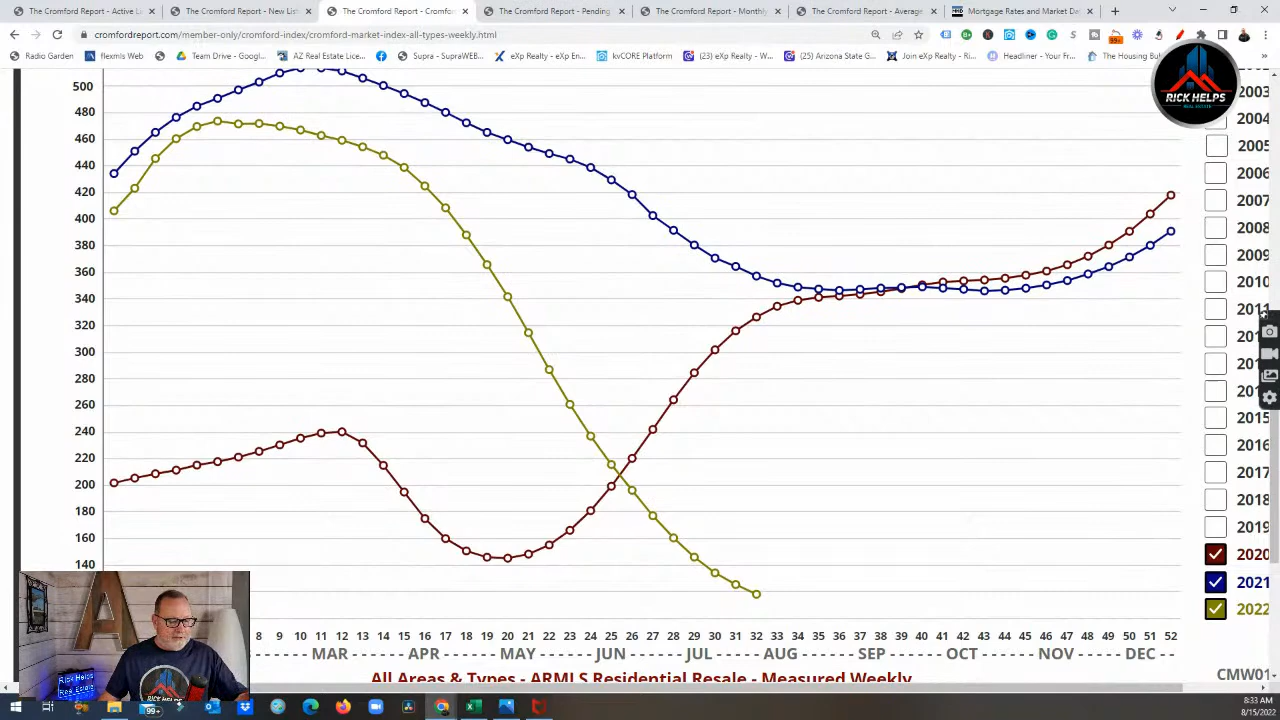 The Cromford Report - Active Li
The Cromford Report - New List
The Cromford Report - Cromfor
The Cromford Report - Pending
The Cromford Report - Monthly
The Cromford Report - Average
Mortgage Rates and Market Da
cromfordreport.com/member-only/cromford-index/cromford-market-index-all-types-weekly.html
Radio Garden
flexmls Web
Team Drive - Googl...
AZ Real Estate Lice...
Supra - SupraWEB...
eXp Realty - eXp En...
kvCORE Platform
(23) eXp Realty - W...
(25) Arizona State G...
Join eXp Realty - Ri...
Headliner - Your Fr...
The Housing Bu
RICK HELPS
REAL ESTATE
500
480
460
440
420
400
380
360
340
320
300
280
260
240
220
200
180
160
140
2003
2004
2005
2006
2007
2008
2009
2010
2011
201
201
201
2015
2016
2017
2018
2019
2020
2021
2022
8 9 10 11 12 13 14 15 16 17 18 19 20 21 22 23 24 25 26 27 28 29 30 31 32 33 34 35 36 37 38 39 40 41 42 43 44 45 46 47 48 49 50 51 52
MAR - - - - - - APR - - - - - - MAY - - - - - - JUN - - - - - - JUL - - - - - - AUG - - - - - - SEP - - - - - - OCT - - - - - - NOV - - - - - - DEC - -
All Areas & Types - ARMLS Residential Resale - Measured Weekly
CMW01
Rick Helps
Real Estate
8:33 AM
8/15/2022